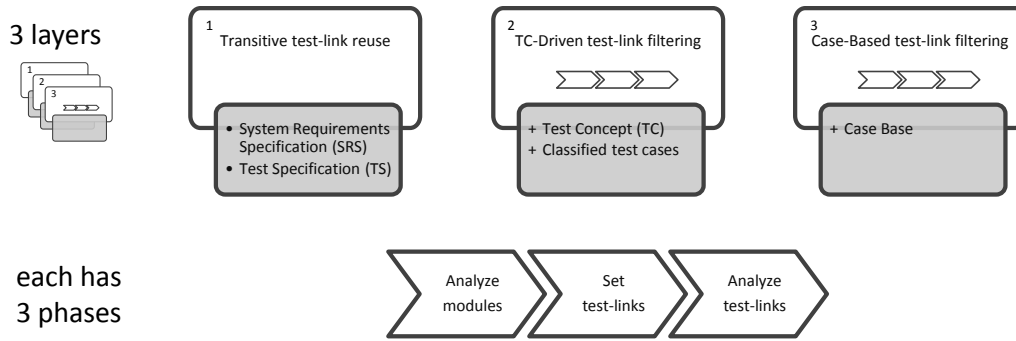 3 layers
1
2
3
1
Transitive test-link reuse
• System Requirements
Specification (SRS)
• Test Specification (TS)
2
TC-Driven test-link filtering
+ Test Concept (TC)
+ Classified test cases
3
Case-Based test-link filtering
+ Case Base
each has
3 phases
Analyze
modules
Set
test-links
Analyze
test-links